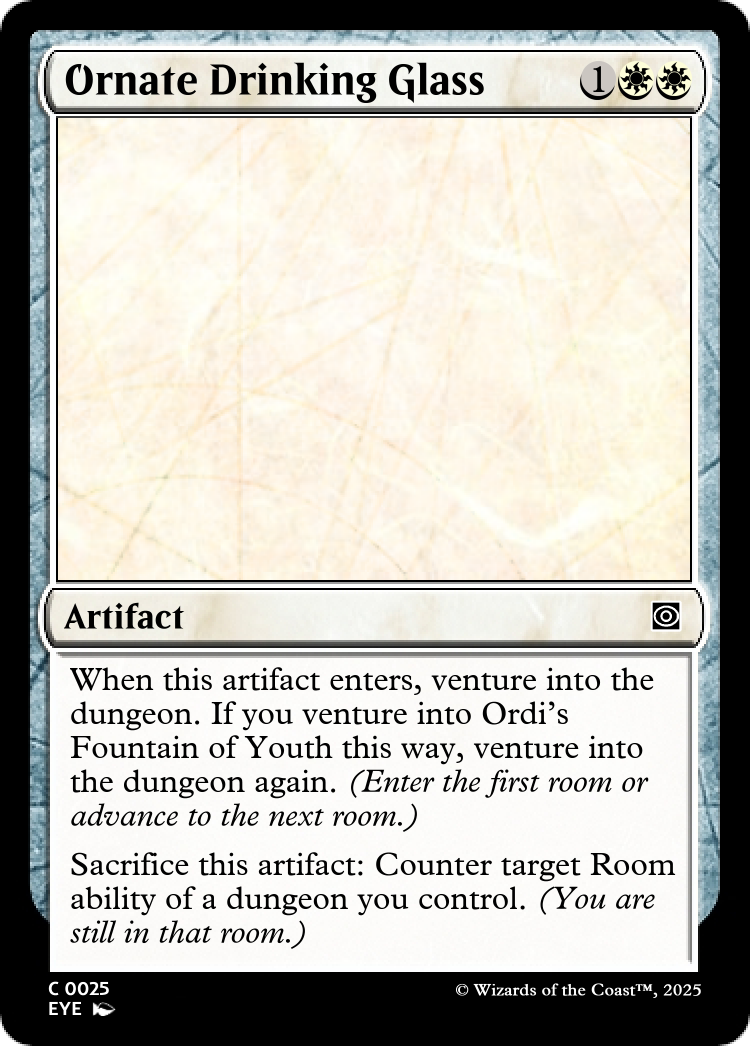 Ornate Drinking Glass 1
Artifact
When this artifact enters, venture into the
dungeon. If you venture into Ordi’s
Fountain of Youth this way, venture into
the dungeon again. (Enter the first room or
advance to the next room.)
Sacrifice this artifact: Counter target Room
ability of a dungeon you control. (You are
still in that room.)
C 0025
EYE
© Wizards of the Coast™, 2025